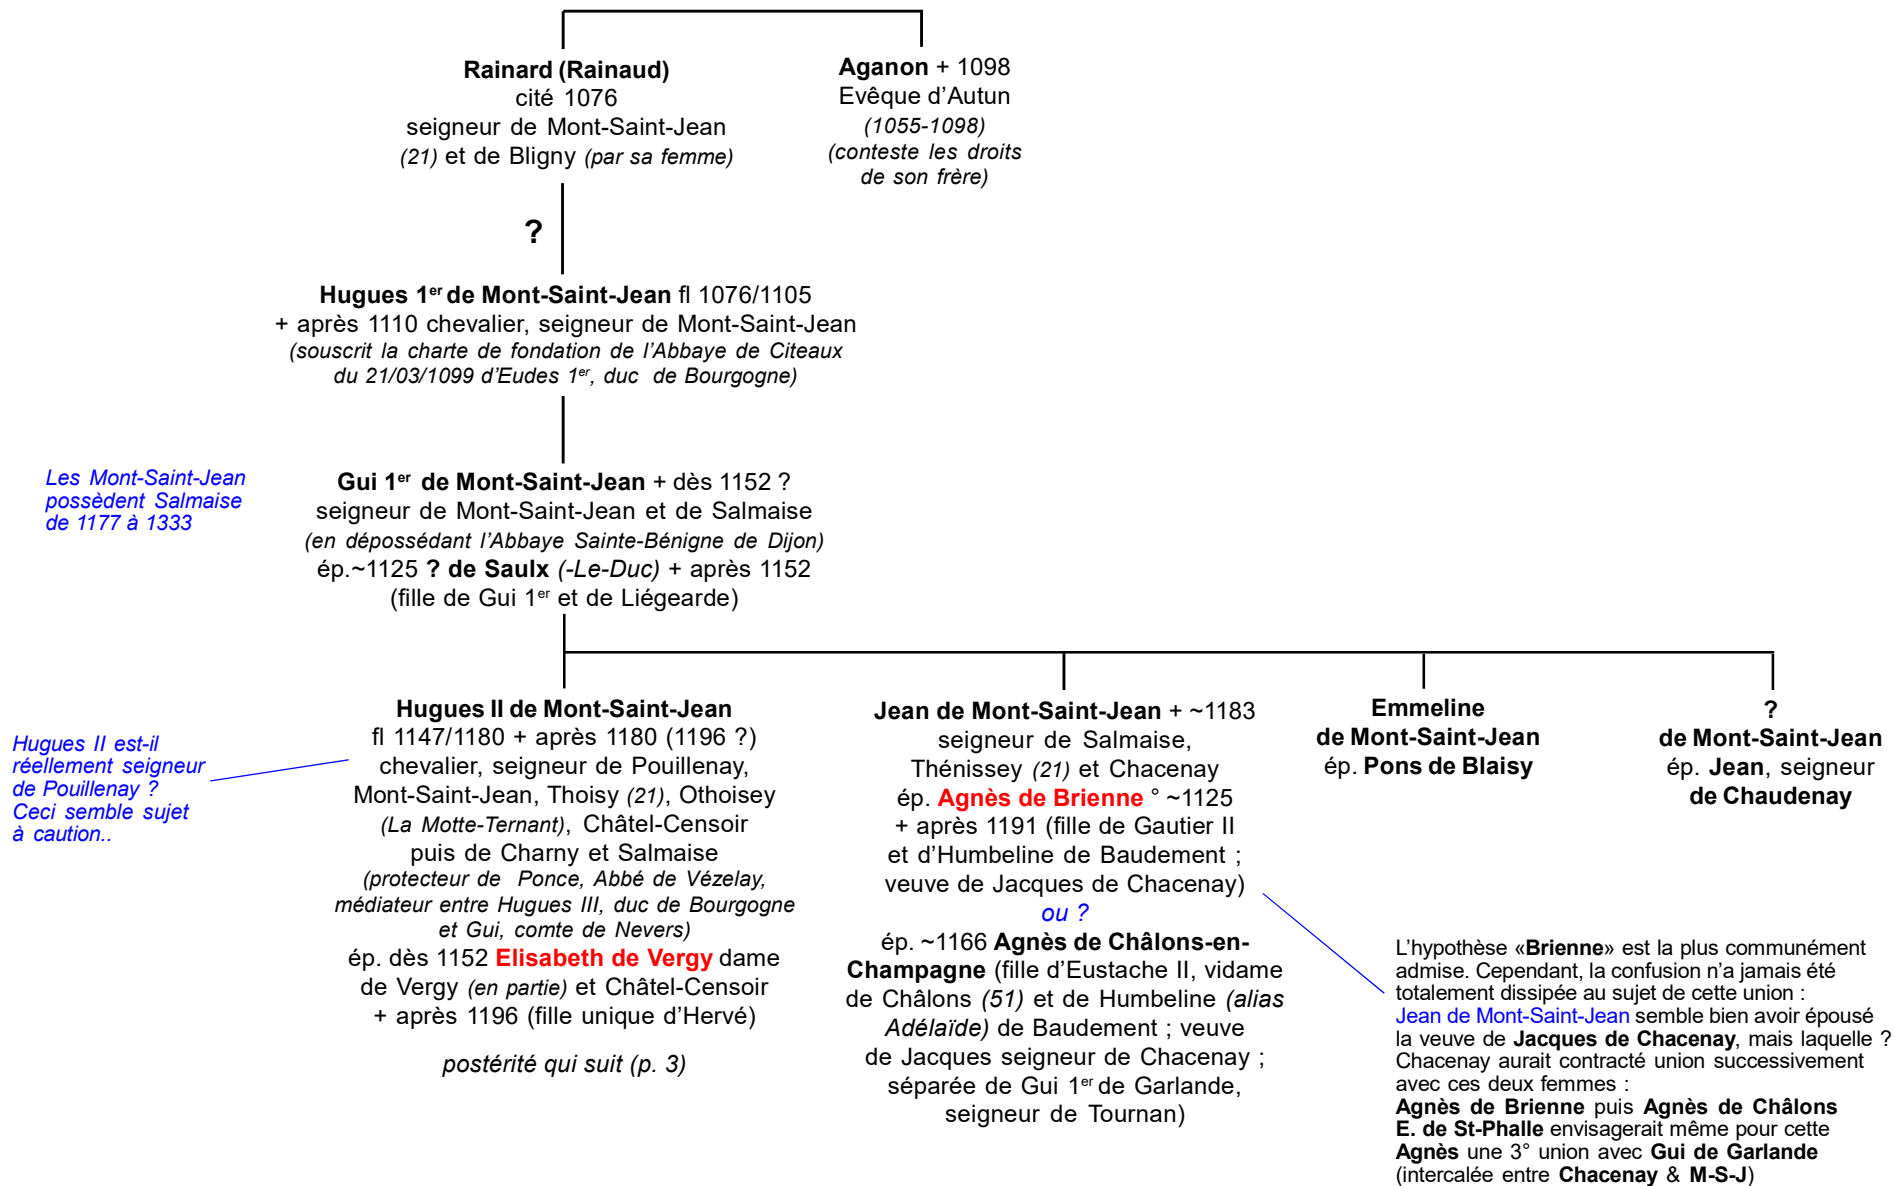 Rainard (Rainaud)
cité 1076
seigneur de Mont-Saint-Jean
(21) et de Bligny (par sa femme)
Aganon + 1098
Evêque d’Autun
(1055-1098)
(conteste les droits
de son frère)
?
Hugues 1er de Mont-Saint-Jean fl 1076/1105
+ après 1110 chevalier, seigneur de Mont-Saint-Jean
(souscrit la charte de fondation de l’Abbaye de Citeaux
du 21/03/1099 d’Eudes 1er, duc de Bourgogne)
Les Mont-Saint-Jean
possèdent Salmaise
de 1177 à 1333
Gui 1er de Mont-Saint-Jean + dès 1152 ?
seigneur de Mont-Saint-Jean et de Salmaise
(en dépossédant l’Abbaye Sainte-Bénigne de Dijon)
ép.~1125 ? de Saulx (-Le-Duc) + après 1152
(fille de Gui 1er et de Liégearde)
Hugues II est-il
réellement seigneur
de Pouillenay ?
Ceci semble sujet
à caution..
Hugues II de Mont-Saint-Jean
fl 1147/1180 + après 1180 (1196 ?)
chevalier, seigneur de Pouillenay,
Mont-Saint-Jean, Thoisy (21), Othoisey
(La Motte-Ternant), Châtel-Censoir
puis de Charny et Salmaise
(protecteur de Ponce, Abbé de Vézelay,
médiateur entre Hugues III, duc de Bourgogne
et Gui, comte de Nevers)
ép. dès 1152 Elisabeth de Vergy dame
de Vergy (en partie) et Châtel-Censoir
+ après 1196 (fille unique d’Hervé)
postérité qui suit (p. 3)
Jean de Mont-Saint-Jean + ~1183
seigneur de Salmaise,
Thénissey (21) et Chacenay
ép. Agnès de Brienne ° ~1125
+ après 1191 (fille de Gautier II
et d’Humbeline de Baudement ;
veuve de Jacques de Chacenay)
ou ?
ép. ~1166 Agnès de Châlons-en-
Champagne (fille d’Eustache II, vidame
de Châlons (51) et de Humbeline (alias
Adélaïde) de Baudement ; veuve
de Jacques seigneur de Chacenay ;
séparée de Gui 1er de Garlande,
seigneur de Tournan)
Emmeline
de Mont-Saint-Jean
ép. Pons de Blaisy
?
de Mont-Saint-Jean
ép. Jean, seigneur
de Chaudenay
L’hypothèse «Brienne» est la plus communément
admise. Cependant, la confusion n’a jamais été
totalement dissipée au sujet de cette union :
Jean de Mont-Saint-Jean semble bien avoir épousé
la veuve de Jacques de Chacenay, mais laquelle ?
Chacenay aurait contracté union successivement
avec ces deux femmes :
Agnès de Brienne puis Agnès de Châlons
E. de St-Phalle envisagerait même pour cette
Agnès une 3° union avec Gui de Garlande
(intercalée entre Chacenay & M-S-J)